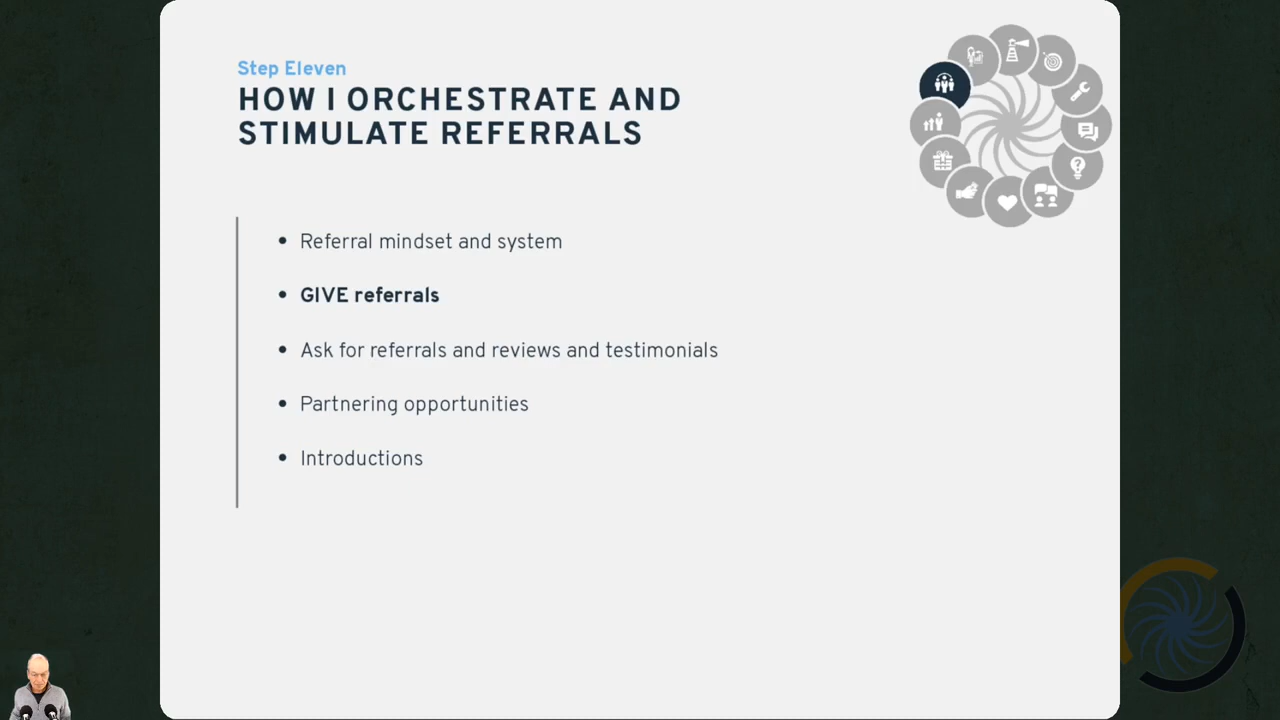 Step Eleven
HOW I ORCHESTRATE AND
STIMULATE REFERRALS
• Referral mindset and system
• GIVE referrals
• Ask for referrals and reviews and testimonials
• Partnering opportunities
• Introductions